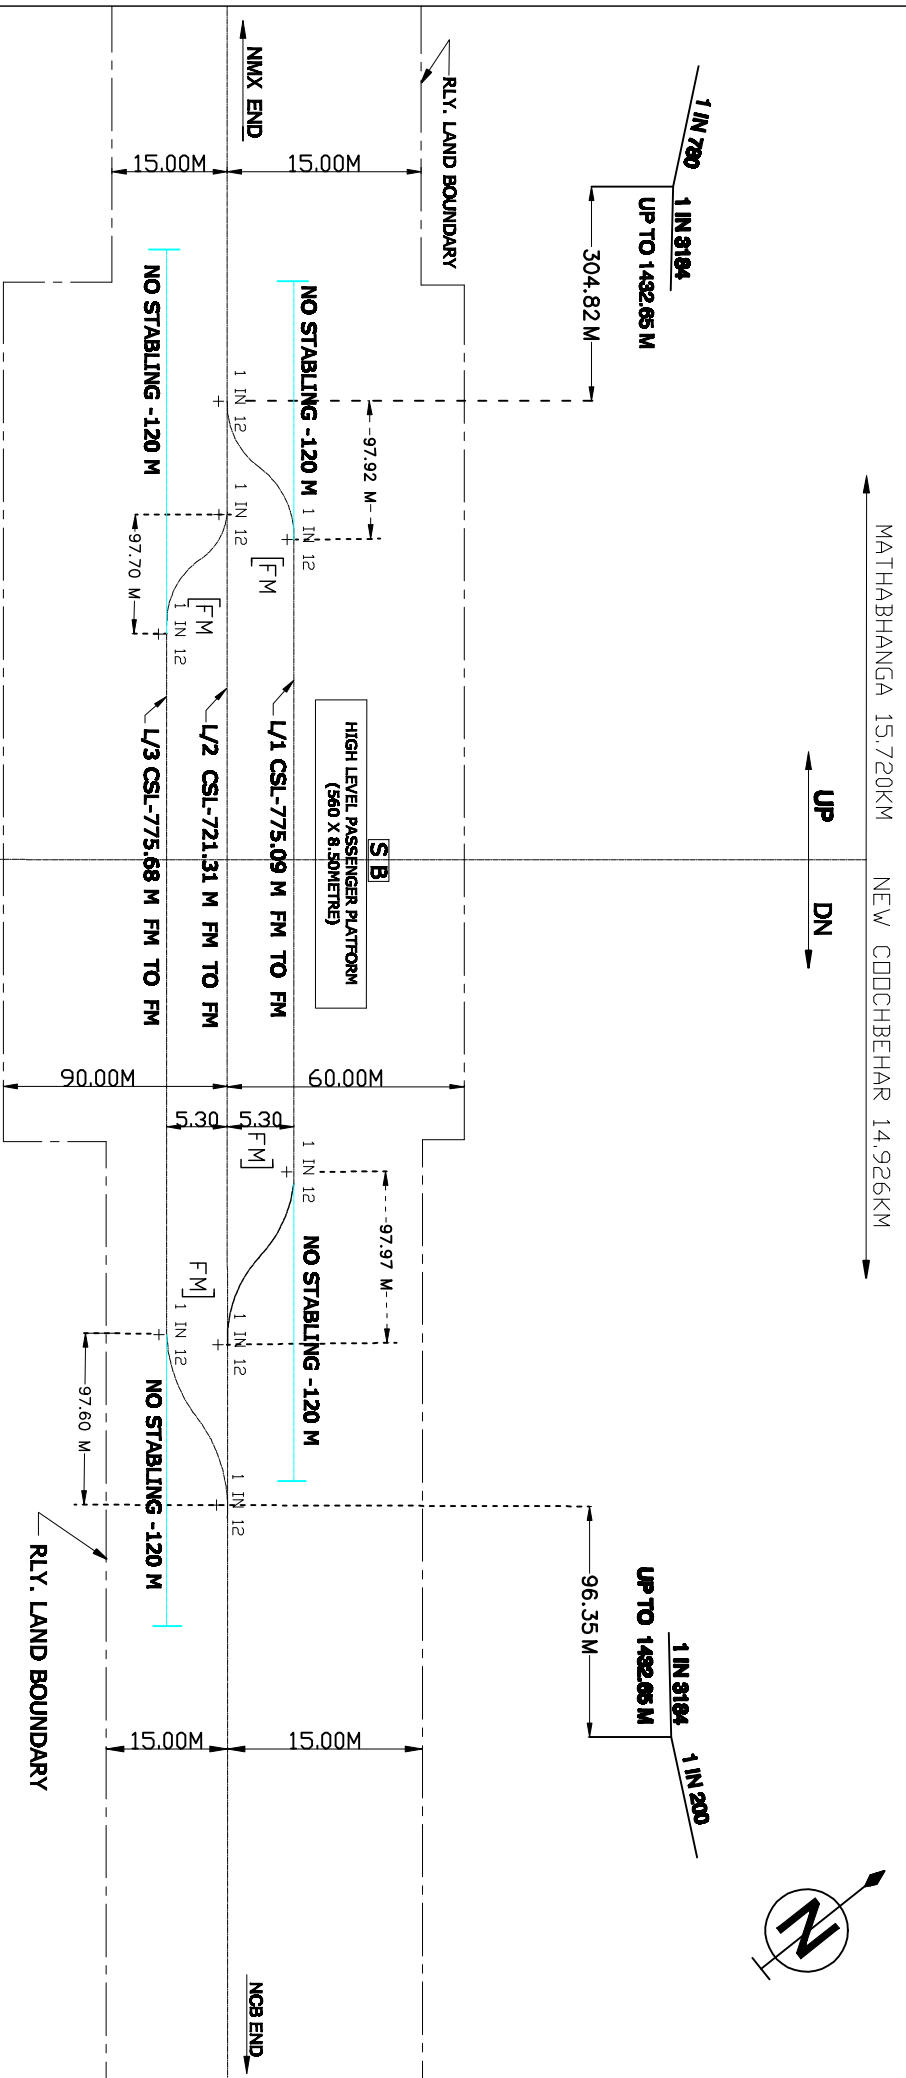 MATHABHANGA 15.720KM
NEW COOCHBEHAR 14.926KM
UP
DN
1 IN 780
1 IN 3184
UP TO 1432.65 M
304.82 M
1 IN 3184
UP TO 1432.65 M
1 IN 200
96.35 M
N
RLY. LAND BOUNDARY
NMX END
15.00M
15.00M
NO STABLING -120 M
NO STABLING -120 M
1 IN 12
97.92 M
1 IN 12
1 IN 12
97.70 M
1 IN 12
FM
FM
S B
HIGH LEVEL PASSENGER PLATFORM
(560 X 8.50METRE)
L/1 CSL-775.09 M FM TO FM
L/2 CSL-721.31 M FM TO FM
L/3 CSL-775.68 M FM TO FM
60.00M
90.00M
5.30
5.30
FM
FM
1 IN 12
97.97 M
1 IN 12
NO STABLING -120 M
1 IN 12
97.60 M
1 IN 12
NO STABLING -120 M
15.00M
15.00M
RLY. LAND BOUNDARY
NCB END